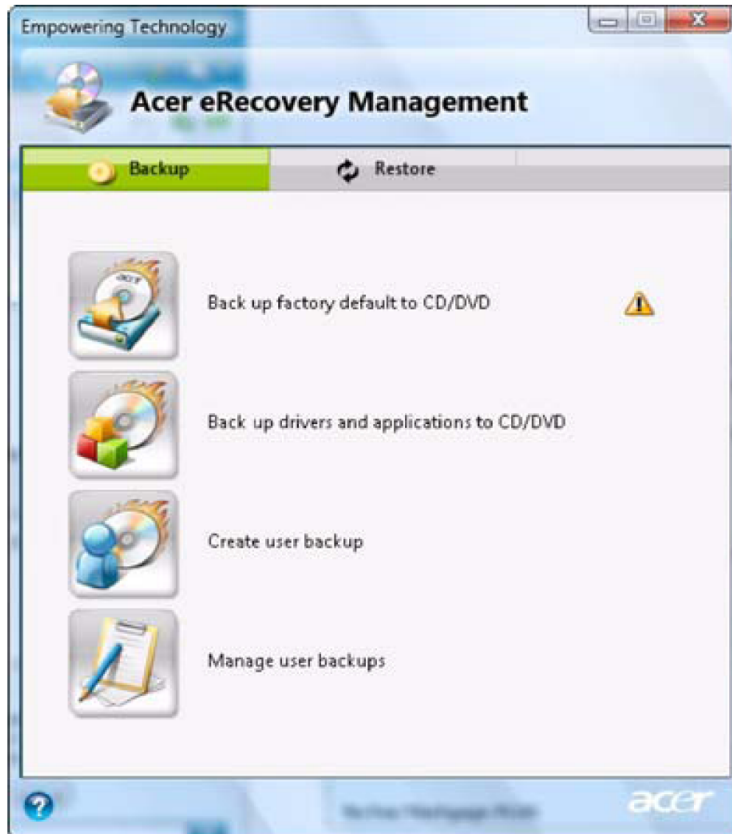 Empowering Technology
Acer eRecovery Management
Backup
Restore
acer
Back up factory default to CD/DVD
Back up drivers and applications to CD/DVD
Create user backup
Manage user backups
?
acer